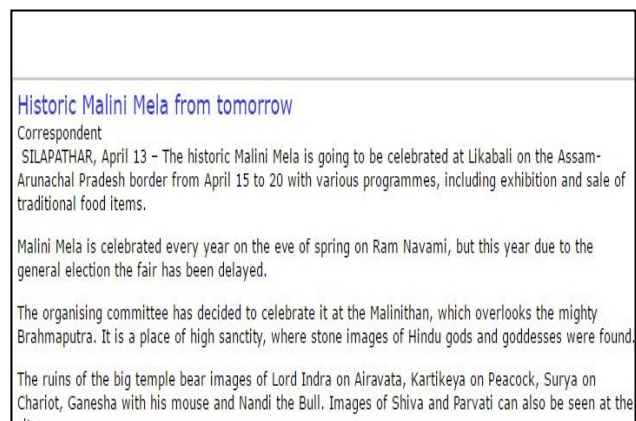 Historic Malini Mela from tomorrow
Correspondent
SILAPATHAR, April 13 – The historic Malini Mela is going to be celebrated at Likabali on the Assam-
Arunachal Pradesh border from April 15 to 20 with various programmes, including exhibition and sale of
traditional food items.
Malini Mela is celebrated every year on the eve of spring on Ram Navami, but this year due to the
general election the fair has been delayed.
The organising committee has decided to celebrate it at the Malinithan, which overlooks the mighty
Brahmaputra. It is a place of high sanctity, where stone images of Hindu gods and goddesses were found.
The ruins of the big temple bear images of Lord Indra on Airavata, Kartikeya on Peacock, Surya on
Chariot, Ganesha with his mouse and Nandi the Bull. Images of Shiva and Parvati can also be seen at the